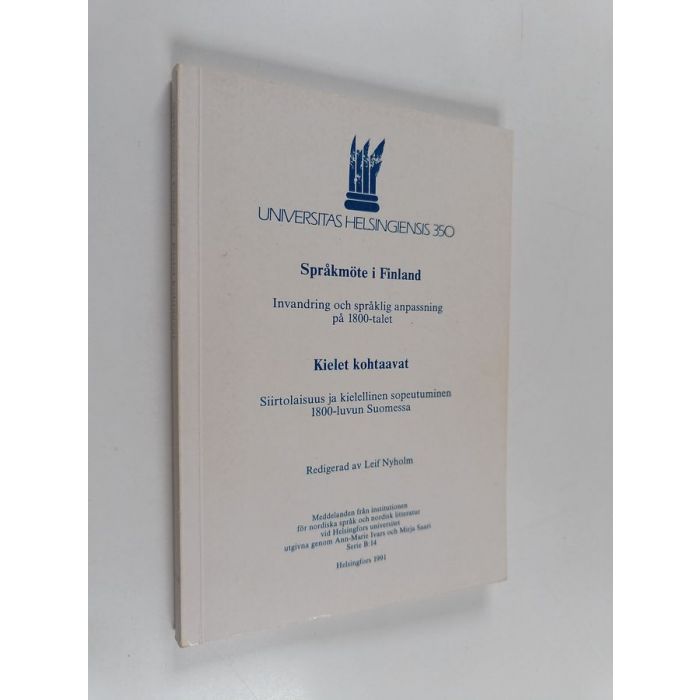 UNIVERSITAS HELSINGIENSIS 350
Språkmöte i Finland
Invandring och språklig anpassning
på 1800-talet
Kielet kohtaavat
Siirtolaisuus ja kielellinen sopeutuminen
1800-luvun Suomessa
Redigerad av Leif Nyholm
Meddelanden från institutionen
för nordiska språk och nordisk litteratur
vid Helsingfors universitet
utgivna genom Ann-Marie Ivars och Mirja Saari
Serie B:14
Helsingfors 1991